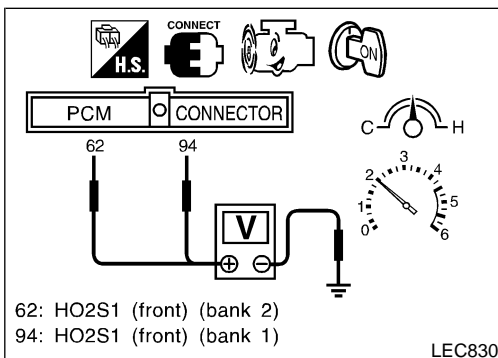 CONNECT
H.S.
ON
PCM CONNECTOR
C H
62 94
0 1 2 3 4 5 6
V
62: HO2S1 (front) (bank 2)
94: HO2S1 (front) (bank 1)
LEC830